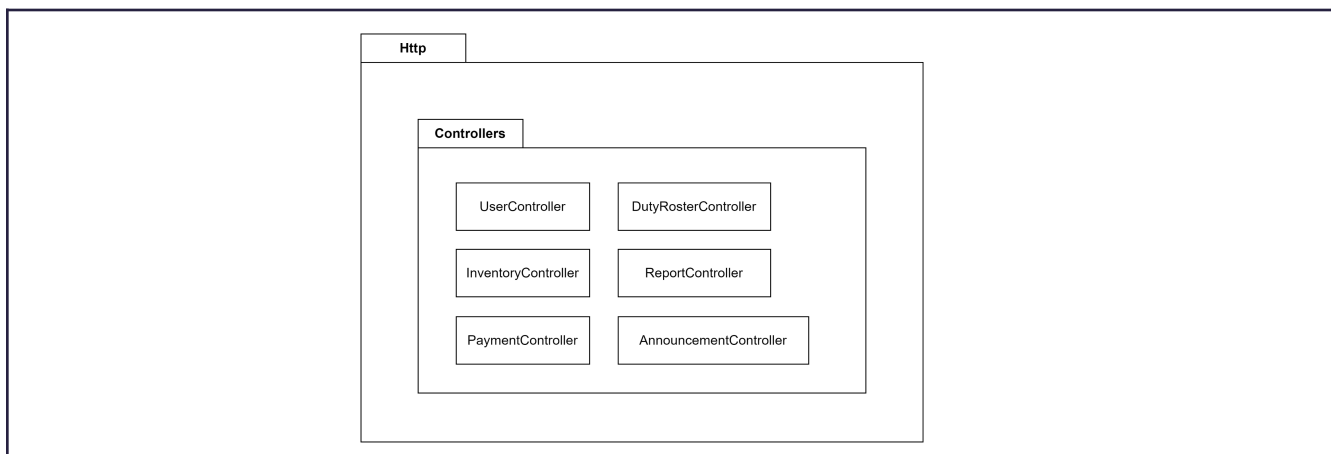 Http
Controllers
UserController
DutyRosterController
InventoryController
ReportController
PaymentController
AnnouncementController